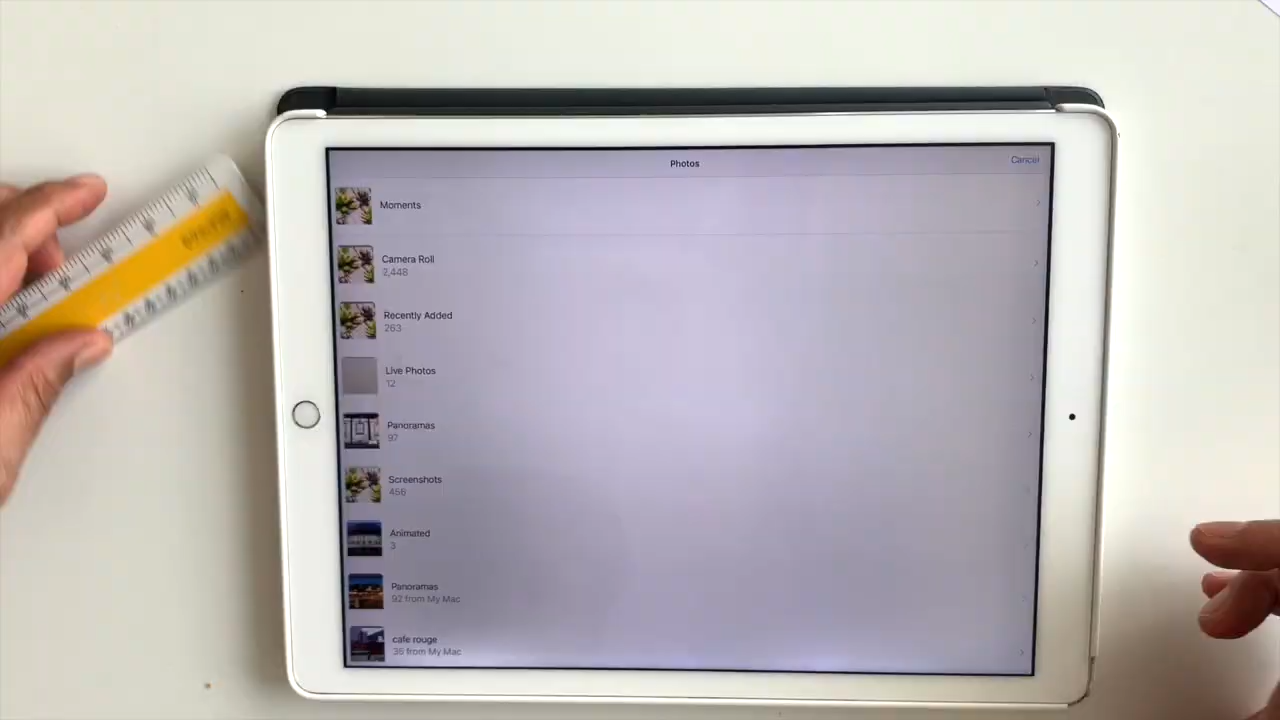 Photos
Cancel
Moments
Camera Roll
2,448
Recently Added
263
Live Photos
12
Panoramas
97
Screenshots
456
Animated
3
Panoramas
92 from My Mac
cafe rouge
35 from My Mac